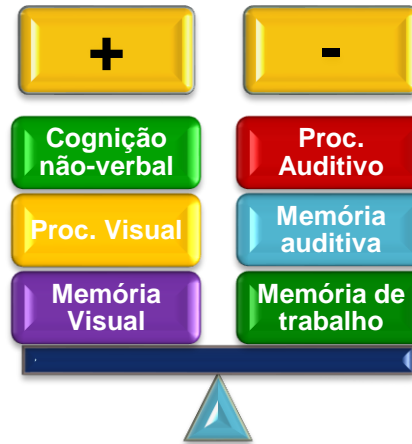 +
-
Cognição
não-verbal
Proc.
Auditivo
Proc. Visual
Memória
auditiva
Memória
Visual
Memória de
trabalho